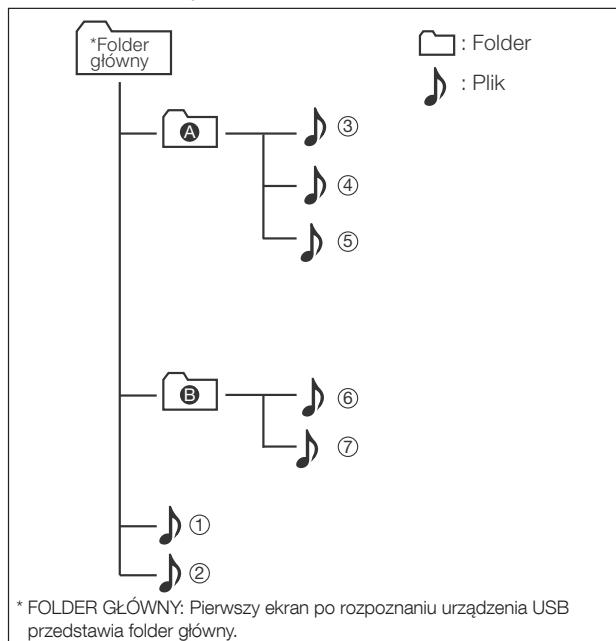 *Folder
główny
: Folder
: Plik
A
③
④
⑤
B
⑥
⑦
①
②
* FOLDER GŁÓWNY: Pierwszy ekran po rozpoznaniu urządzenia USB
przedstawia folder główny.